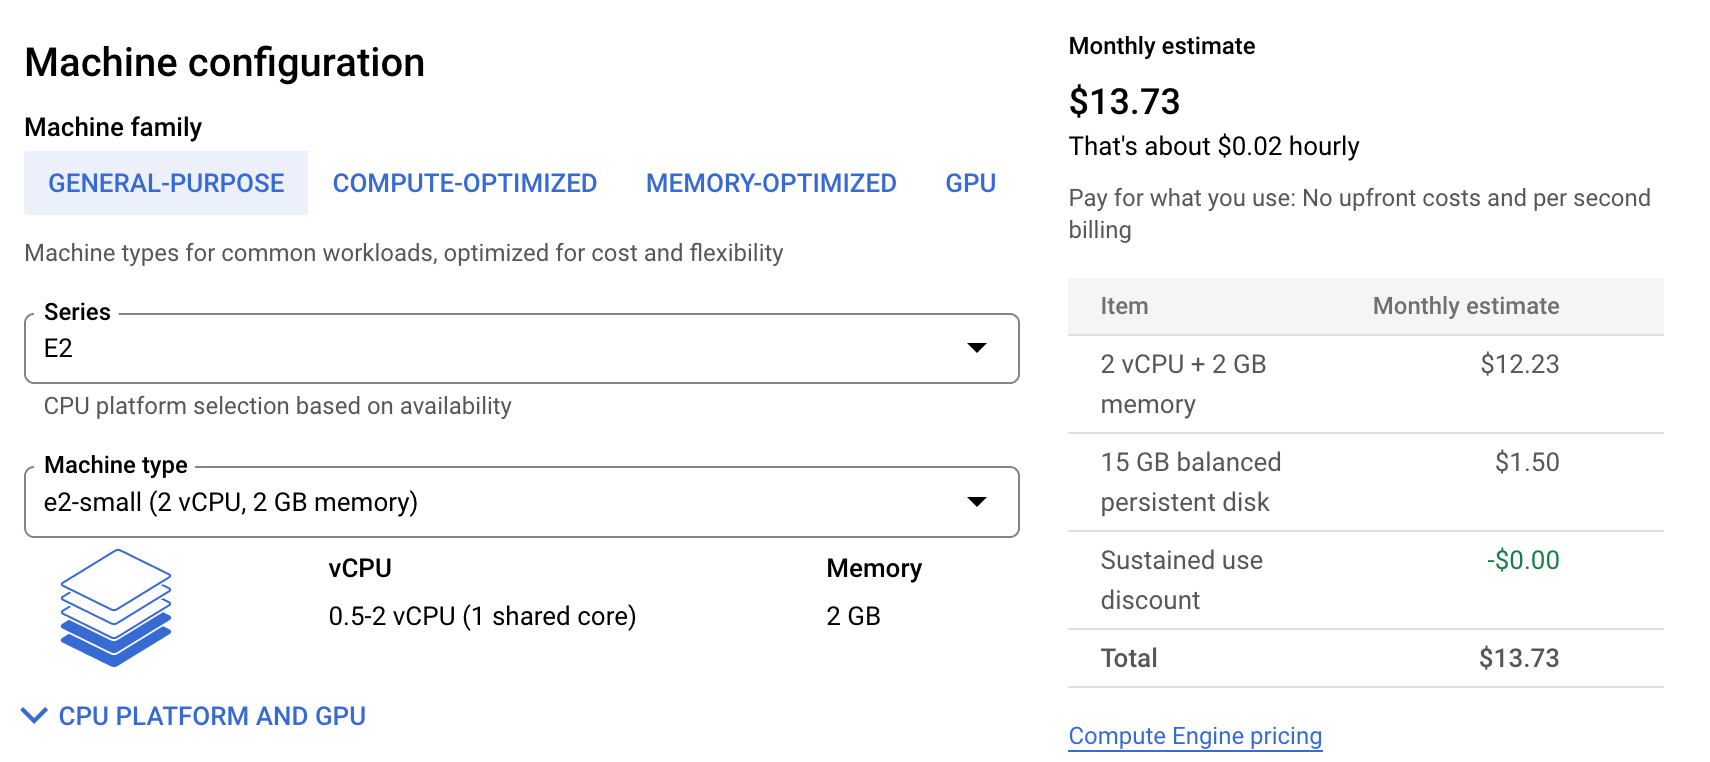 Machine configuration
Machine family
GENERAL-PURPOSE COMPUTE-OPTIMIZED MEMORY-OPTIMIZED GPU
Machine types for common workloads, optimized for cost and flexibility
Series
E2
CPU platform selection based on availability
Machine type
e2-small (2 vCPU, 2 GB memory)
vCPU Memory
0.5-2 vCPU (1 shared core) 2 GB
CPU PLATFORM AND GPU
Monthly estimate
$13.73
That's about $0.02 hourly
Pay for what you use: No upfront costs and per second
billing
Item Monthly estimate
2 vCPU + 2 GB $12.23
memory
15 GB balanced $1.50
persistent disk
Sustained use -$0.00
discount
Total $13.73
Compute Engine pricing